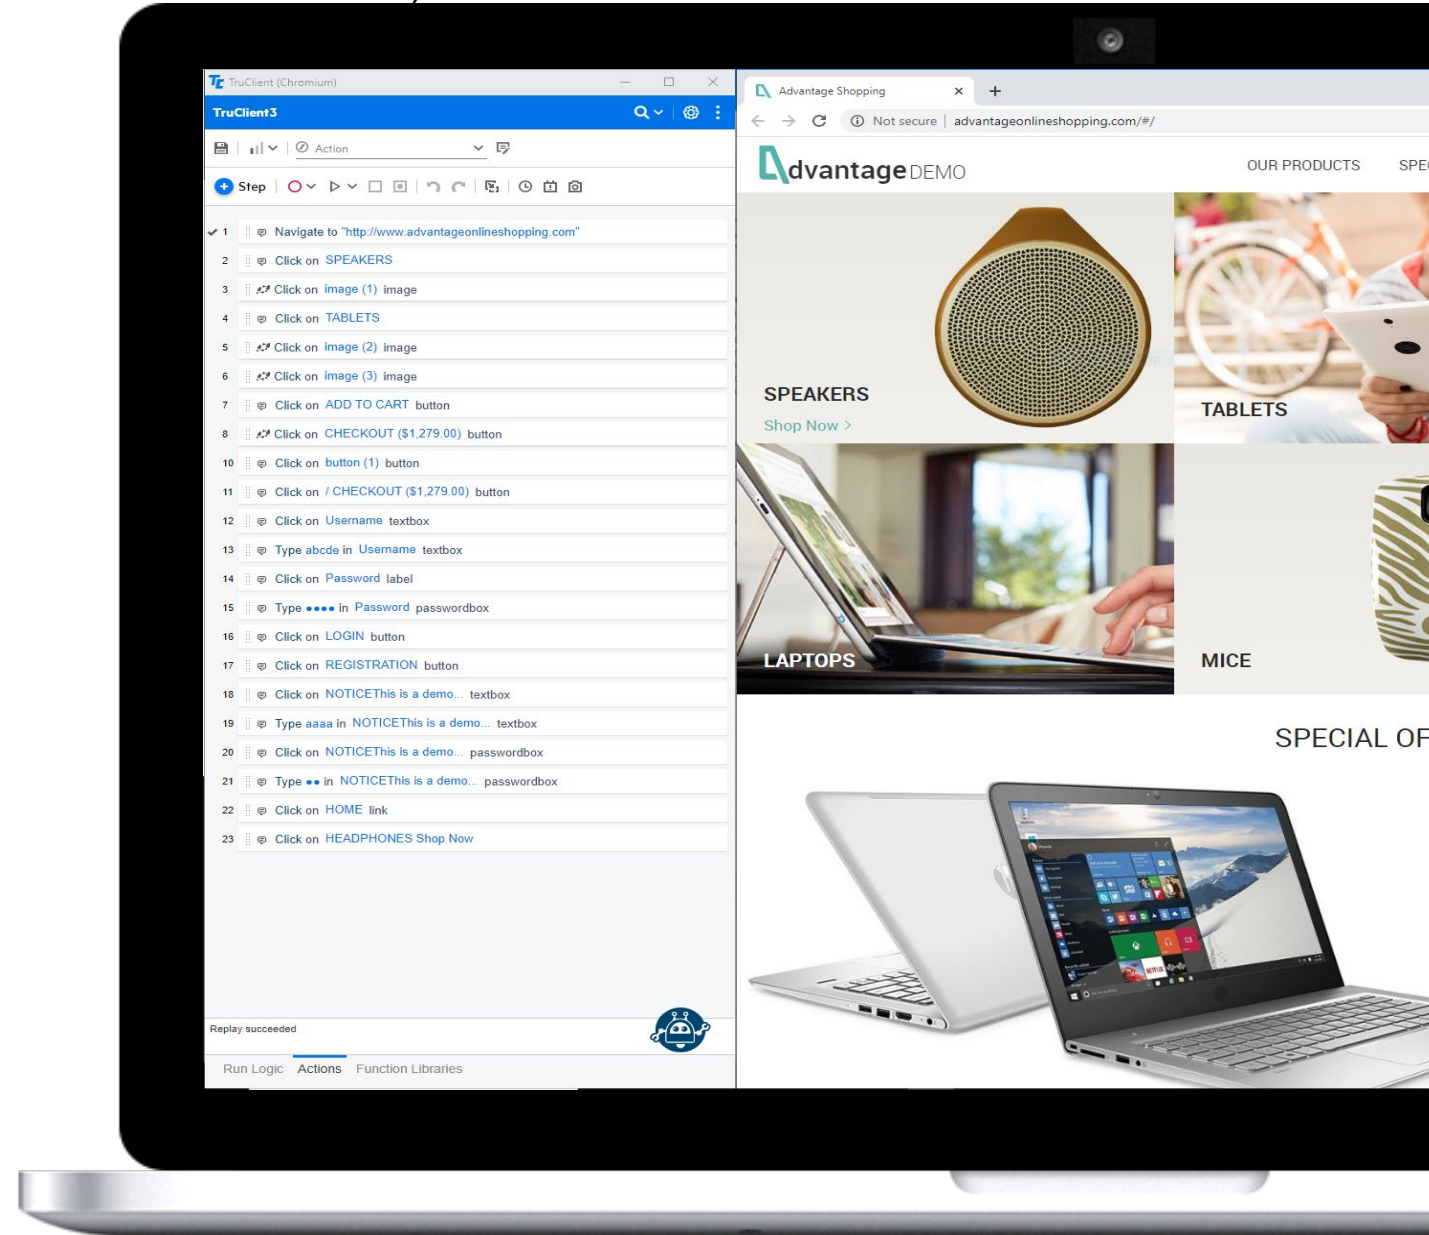 TruClient (Chromium)
TruClient3
Action
Step
1 Navigate to "http://www.advantageonlineshopping.com"
2 Click on SPEAKERS
3 Click on image (1) image
4 Click on TABLETS
5 Click on image (2) image
6 Click on image (3) image
7 Click on ADD TO CART button
8 Click on CHECKOUT ($1,279.00) button
10 Click on button (1) button
11 Click on / CHECKOUT ($1,279.00) button
12 Click on Username textbox
13 Type abcde in Username textbox
14 Click on Password label
15 Type •••• in Password passwordbox
16 Click on LOGIN button
17 Click on REGISTRATION button
18 Click on NOTICEThis is a demo... textbox
19 Type aaaa in NOTICEThis is a demo... textbox
20 Click on NOTICEThis is a demo... passwordbox
21 Type •• in NOTICEThis is a demo... passwordbox
22 Click on HOME link
23 Click on HEADPHONES Shop Now
Replay succeeded
Run Logic Actions Function Libraries
Advantage Shopping
Not secure | advantageonlineshopping.com/#/
dvantage DEMO
OUR PRODUCTS SPE
SPEAKERS
Shop Now >
TABLETS
LAPTOPS
MICE
SPECIAL OF
NETFLIX